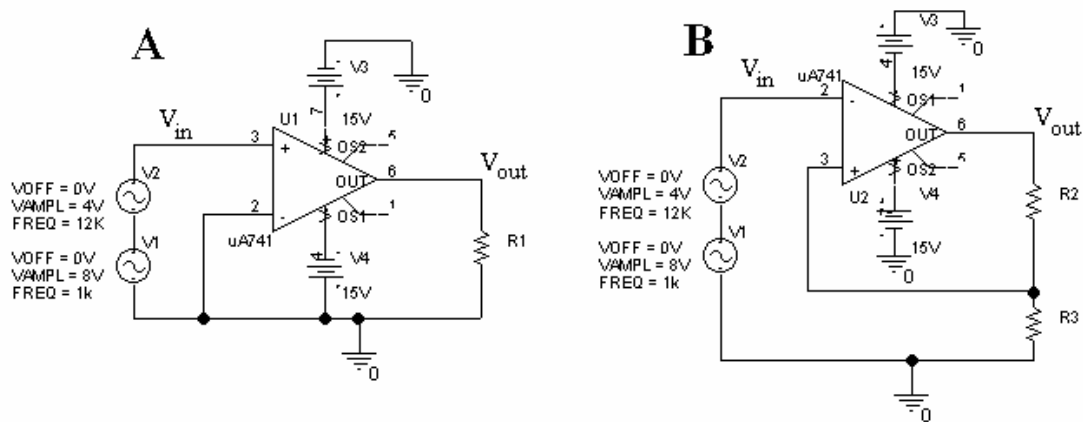 A
V3
0
7
15V
U1
5
OS2
Vin
3
+
OUT
6
Vout
V2
VOFF = 0V
VAMPL = 4V
FREQ = 12K
2
-
OS1
1
uA741
R1
V1
VOFF = 0V
VAMPL = 8V
FREQ = 1k
4
V4
15V
0
B
V3
0
4
15V
Vin
uA741
2
-
OS1
1
OUT
6
Vout
3
+
OS2
5
U2
V4
V2
VOFF = 0V
VAMPL = 4V
FREQ = 12K
R2
V1
VOFF = 0V
VAMPL = 8V
FREQ = 1k
15V
0
R3
0